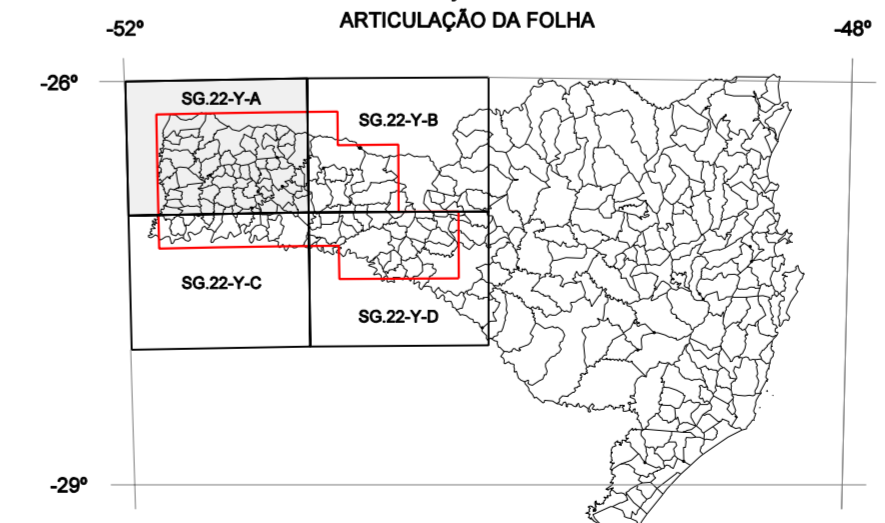 ARTICULAÇÃO DA FOLHA
-52º
-48º
-26º
SG.22-Y-A
SG.22-Y-B
SG.22-Y-C
SG.22-Y-D
-29º